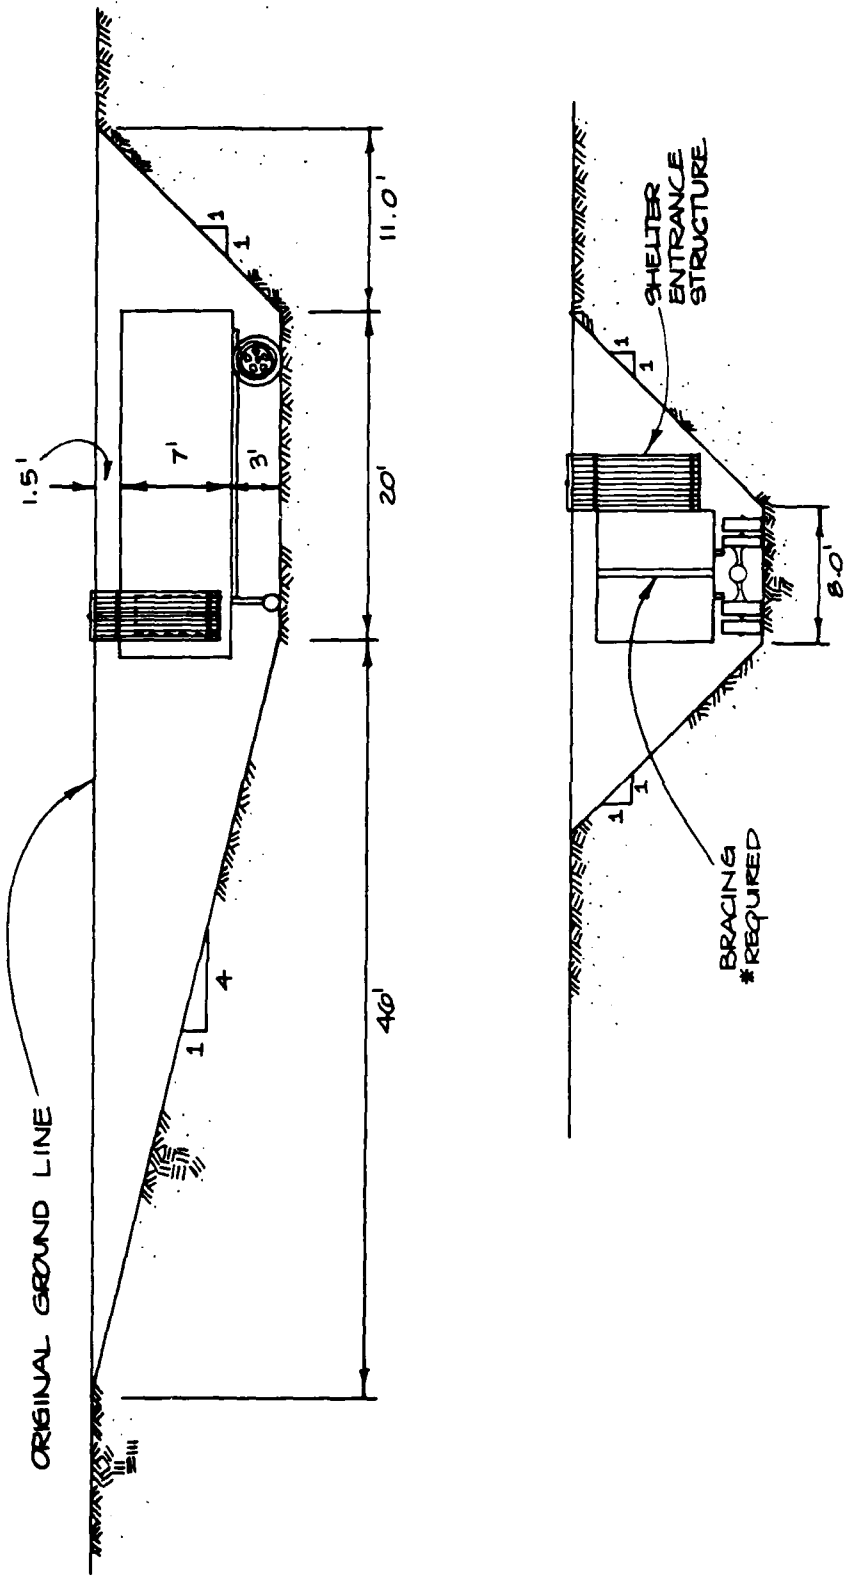 ORIGINAL GROUND LINE
1.5'
7'
3'
1
4
1
1
46'
20'
11.0'
1
1
1
1
SHELTER
ENTRANCE
STRUCTURE
BRACING
*REQUIRED
8.0'